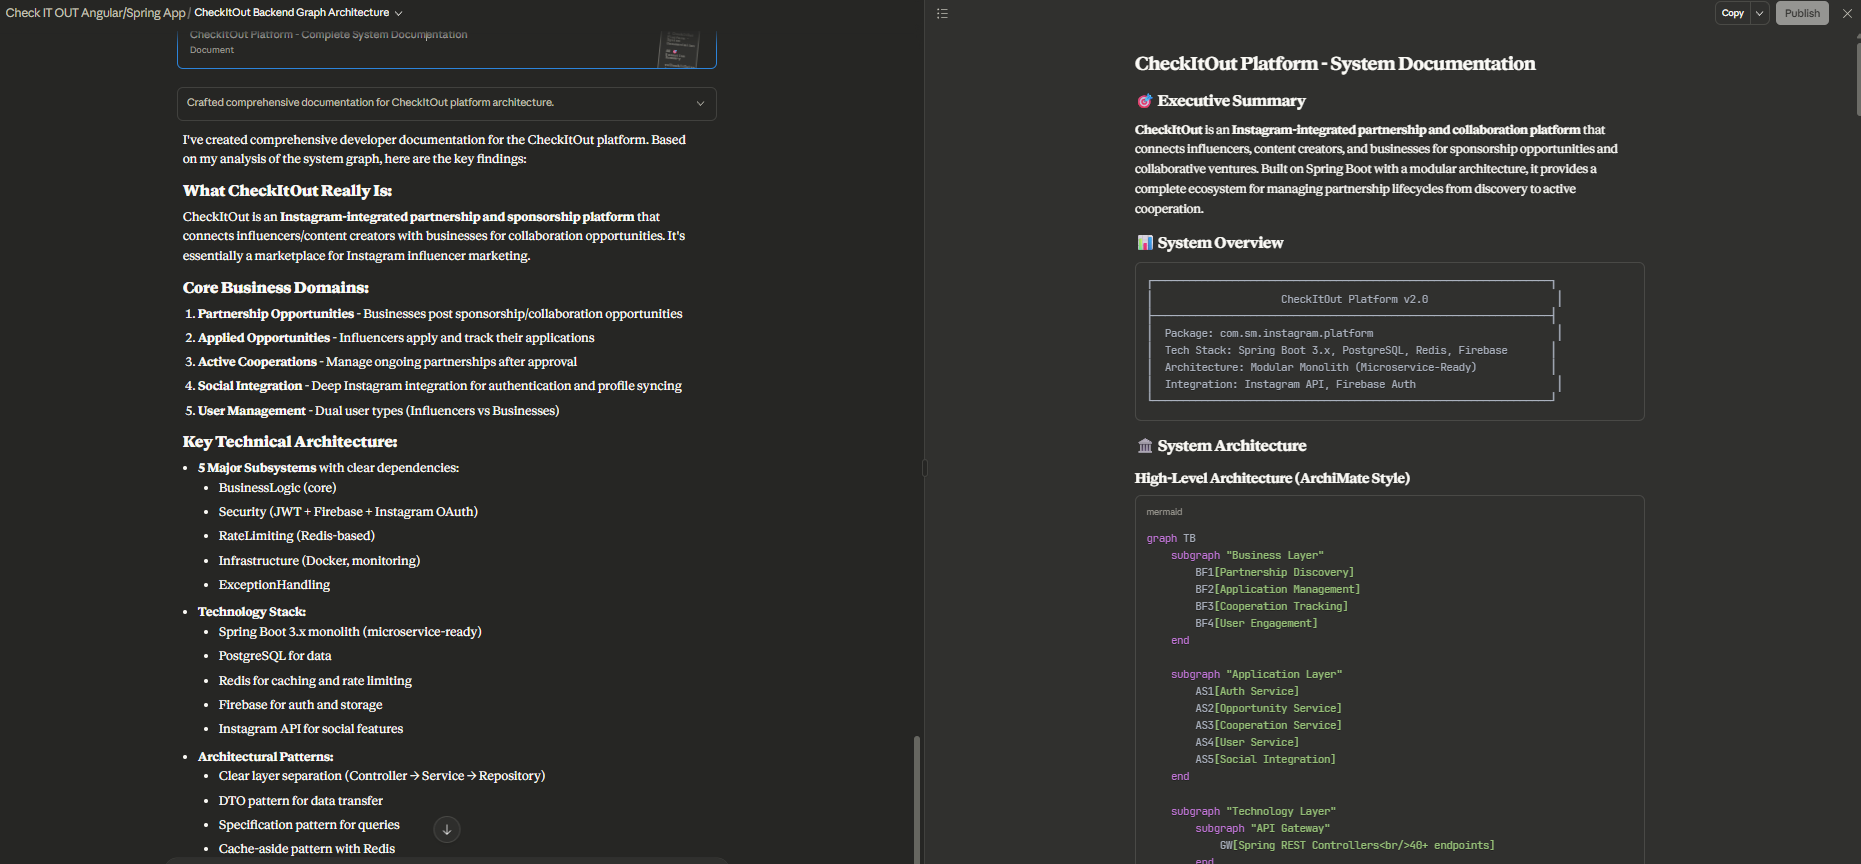 Check IT OUT Angular/Spring App / CheckItOut Backend Graph Architecture
CheckItOut Platform - Complete System Documentation
Document
Crafted comprehensive documentation for CheckItOut platform architecture.
I've created comprehensive developer documentation for the CheckItOut platform. Based
on my analysis of the system graph, here are the key findings:
What CheckItOut Really Is:
CheckItOut is an Instagram-integrated partnership and sponsorship platform that
connects influencers/content creators with businesses for collaboration opportunities. It's
essentially a marketplace for Instagram influencer marketing.
Core Business Domains:
1. Partnership Opportunities - Businesses post sponsorship/collaboration opportunities
2. Applied Opportunities - Influencers apply and track their applications
3. Active Cooperations - Manage ongoing partnerships after approval
4. Social Integration - Deep Instagram integration for authentication and profile syncing
5. User Management - Dual user types (Influencers vs Businesses)
Key Technical Architecture:
• 5 Major Subsystems with clear dependencies:
• BusinessLogic (core)
• Security (JWT + Firebase + Instagram OAuth)
• RateLimiting (Redis-based)
• Infrastructure (Docker, monitoring)
• ExceptionHandling
• Technology Stack:
• Spring Boot 3.x monolith (microservice-ready)
• PostgreSQL for data
• Redis for caching and rate limiting
• Firebase for auth and storage
• Instagram API for social features
• Architectural Patterns:
• Clear layer separation (Controller → Service → Repository)
• DTO pattern for data transfer
• Specification pattern for queries
• Cache-aside pattern with Redis
Copy
Publish
CheckItOut Platform - System Documentation
🎯 Executive Summary
CheckItOut is an Instagram-integrated partnership and collaboration platform that
connects influencers, content creators, and businesses for sponsorship opportunities and
collaborative ventures. Built on Spring Boot with a modular architecture, it provides a
complete ecosystem for managing partnership lifecycles from discovery to active
cooperation.
📊 System Overview
CheckItOut Platform v2.0
Package: com.sm.instagram.platform
Tech Stack: Spring Boot 3.x, PostgreSQL, Redis, Firebase
Architecture: Modular Monolith (Microservice-Ready)
Integration: Instagram API, Firebase Auth
🏛️ System Architecture
High-Level Architecture (ArchiMate Style)
mermaid
graph TB
subgraph "Business Layer"
BF1[Partnership Discovery]
BF2[Application Management]
BF3[Cooperation Tracking]
BF4[User Engagement]
end
subgraph "Application Layer"
AS1[Auth Service]
AS2[Opportunity Service]
AS3[Cooperation Service]
AS4[User Service]
AS5[Social Integration]
end
subgraph "Technology Layer"
subgraph "API Gateway"
GW[Spring REST Controllers<br/>40+ endpoints]
end